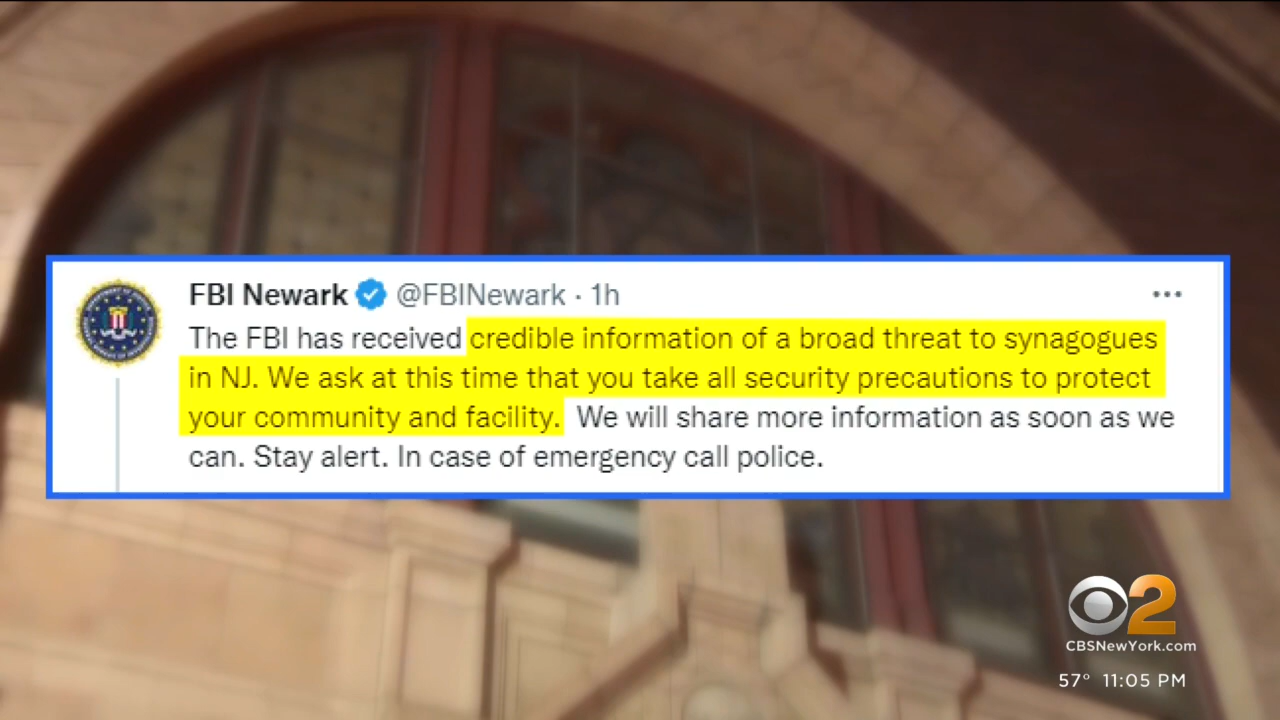 FBI Newark @FBINewark · 1h
The FBI has received credible information of a broad threat to synagogues
in NJ. We ask at this time that you take all security precautions to protect
your community and facility. We will share more information as soon as we
can. Stay alert. In case of emergency call police.
2
CBSNewYork.com
57° 11:05 PM